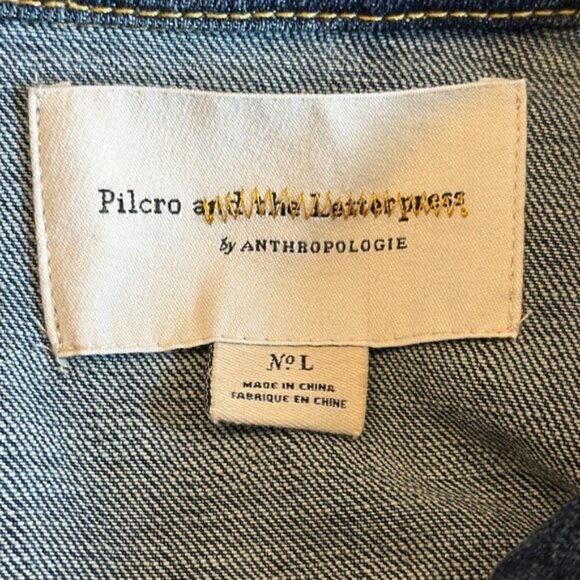 Pilcro and the Letterpress
by ANTHROPOLOGIE
Nº L
MADE IN CHINA
FABRIQUE EN CHINE